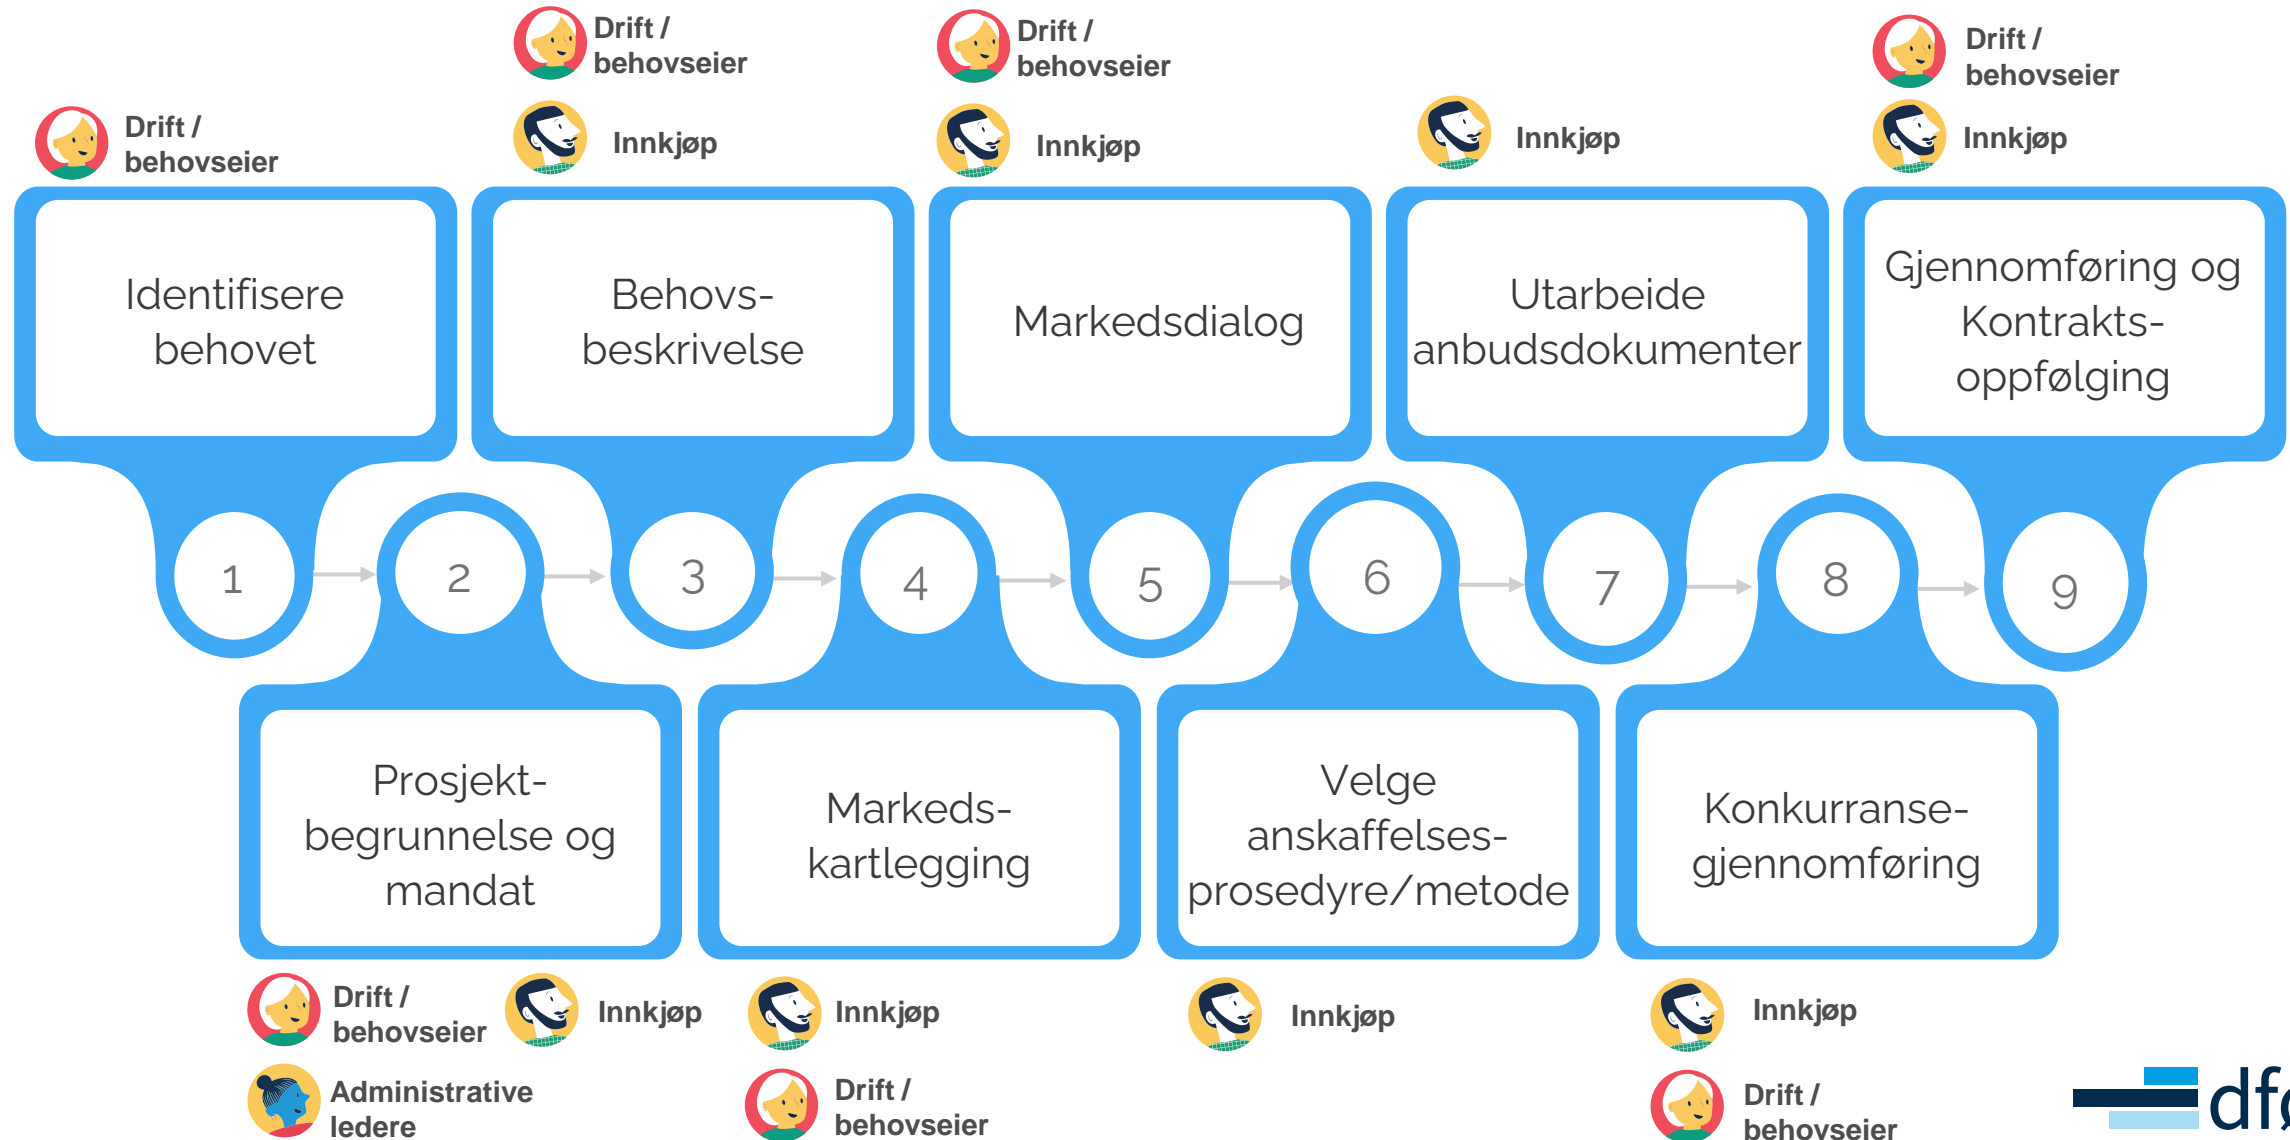 Drift /
behovseier
Innkjøp
Drift /
behovseier
Innkjøp
Drift /
behovseier
Innkjøp
Drift /
behovseier
Innkjøp
Identifisere
behovet
Behovs-
beskrivelse
Markedsdialog
Utarbeide
anbudsdokumenter
Gjennomføring og
Kontrakts-
oppfølging
1
2
3
4
5
6
7
8
9
Prosjekt-
begrunnelse og
mandat
Markeds-
kartlegging
Velge
anskaffelses-
prosedyre/metode
Konkurranse-
gjennomføring
Drift /
behovseier
Innkjøp
Administrative
ledere
Innkjøp
Drift /
behovseier
Innkjøp
Innkjøp
Drift /
behovseier
dfø